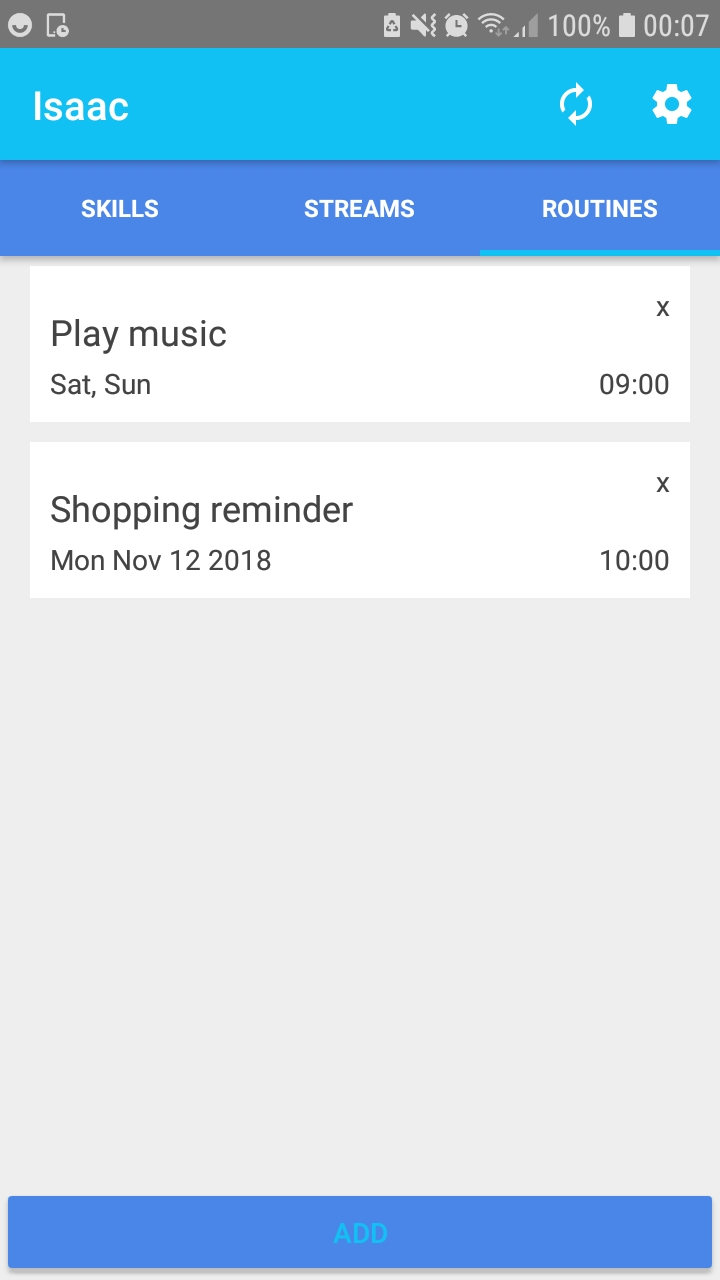 100% 00:07
Isaac
SKILLS STREAMS ROUTINES
x
Play music
Sat, Sun 09:00
x
Shopping reminder
Mon Nov 12 2018 10:00
ADD